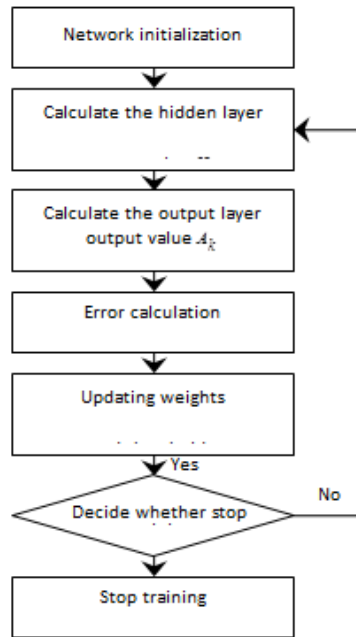 Network initialization
Calculate the hidden layer
Calculate the output layer
output value Aₖ
Error calculation
Updating weights
Yes
Decide whether stop
No
Stop training